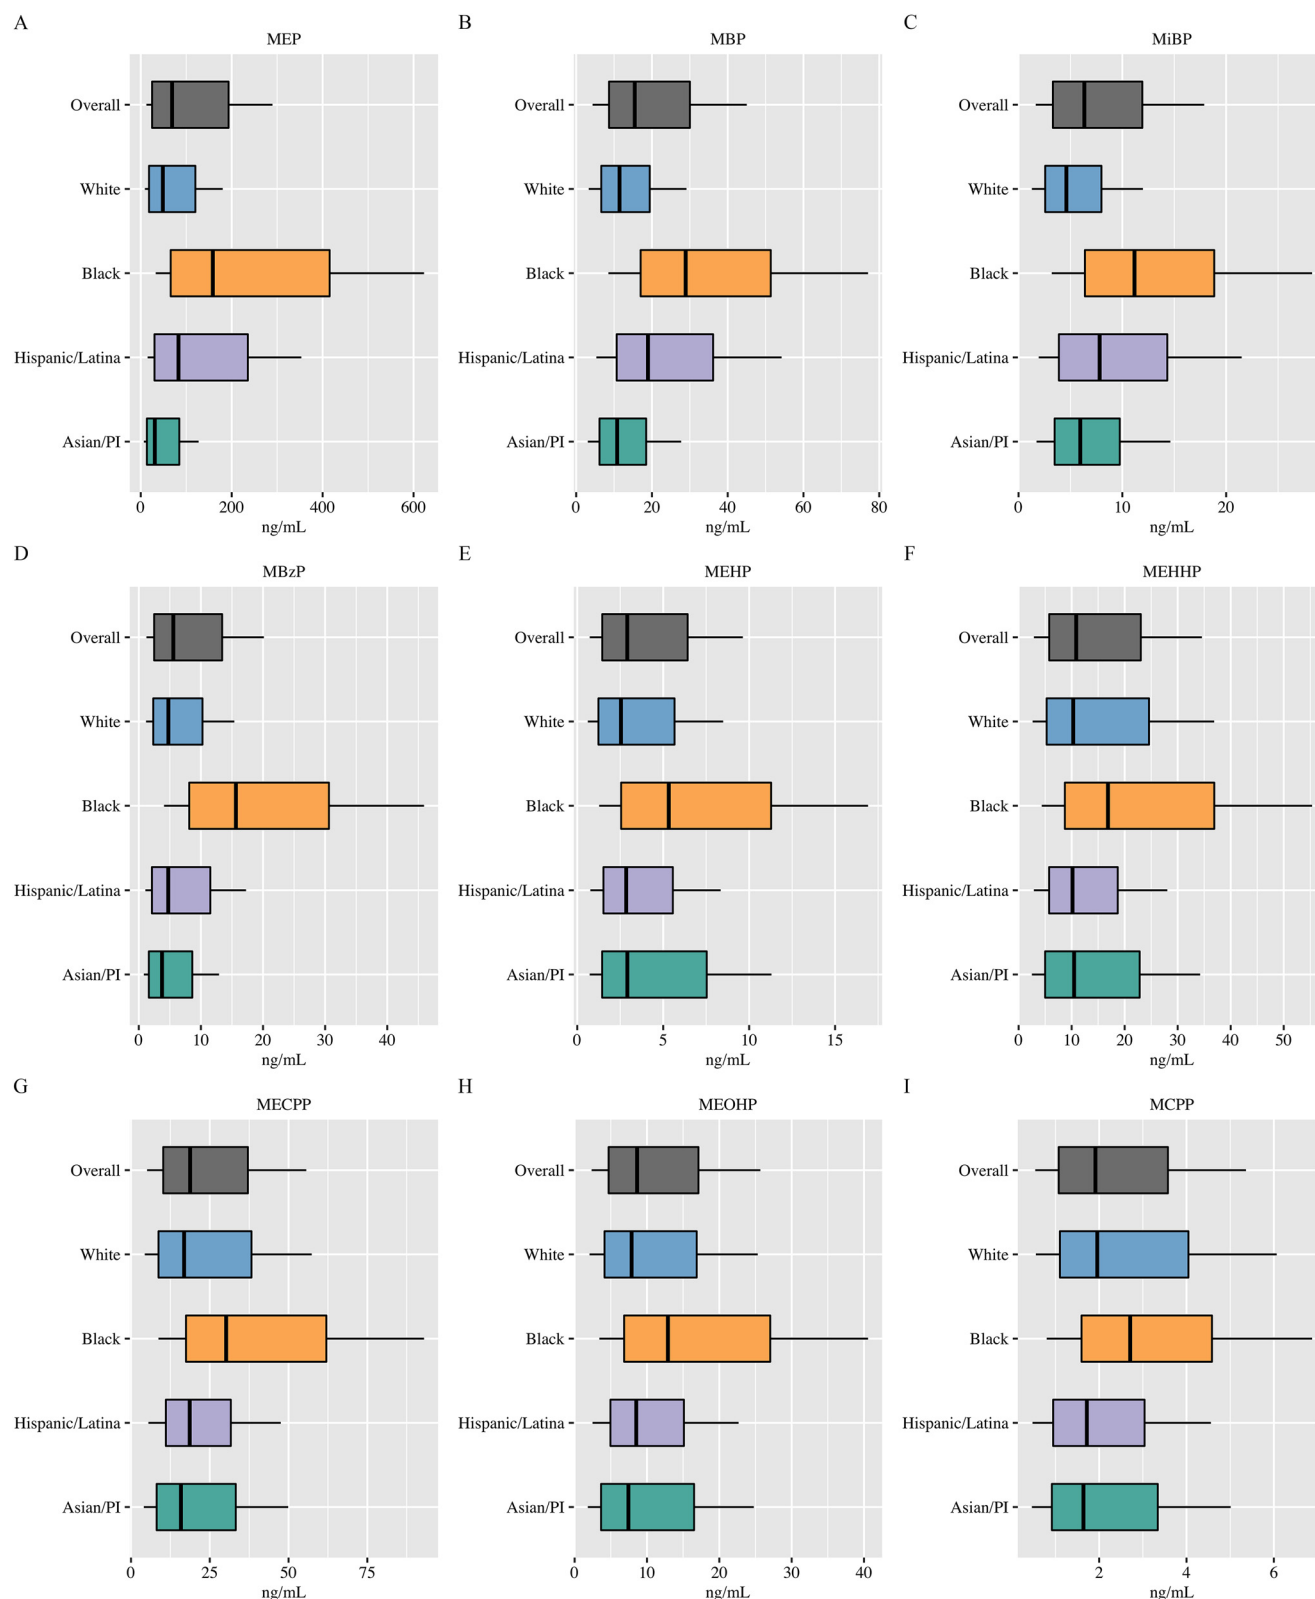 A
MEP
Overall
White
Black
Hispanic/Latina
Asian/PI
0 200 400 600
ng/mL
B
MBP
Overall
White
Black
Hispanic/Latina
Asian/PI
0 20 40 60 80
ng/mL
C
MiBP
Overall
White
Black
Hispanic/Latina
Asian/PI
0 10 20
ng/mL
D
MBzP
Overall
White
Black
Hispanic/Latina
Asian/PI
0 10 20 30 40
ng/mL
E
MEHP
Overall
White
Black
Hispanic/Latina
Asian/PI
0 5 10 15
ng/mL
F
MEHHP
Overall
White
Black
Hispanic/Latina
Asian/PI
0 10 20 30 40 50
ng/mL
G
MECPP
Overall
White
Black
Hispanic/Latina
Asian/PI
0 25 50 75
ng/mL
H
MEOHP
Overall
White
Black
Hispanic/Latina
Asian/PI
0 10 20 30 40
ng/mL
I
MCPP
Overall
White
Black
Hispanic/Latina
Asian/PI
2 4 6
ng/mL